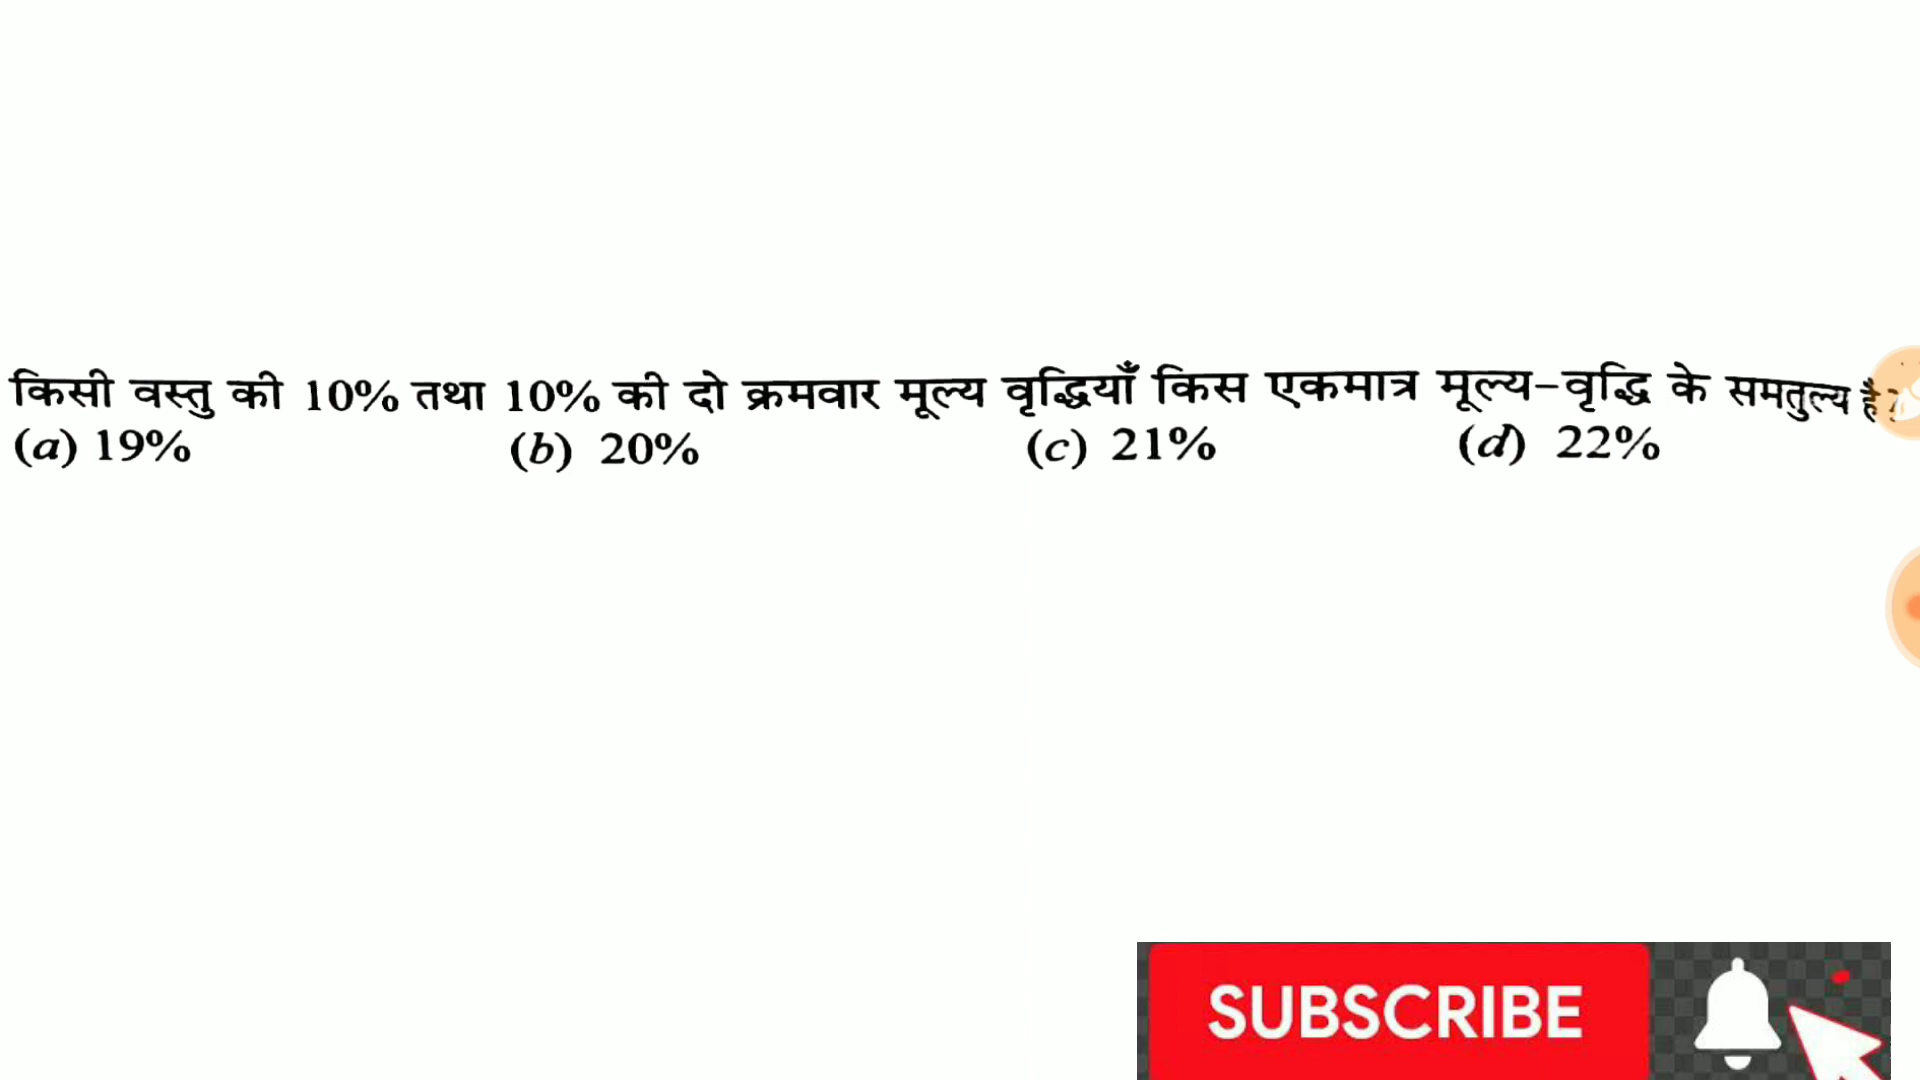 किसी वस्तु की 10% तथा 10% की दो क्रमवार मूल्य वृद्धियाँ किस एकमात्र मूल्य-वृद्धि के समतुल्य है
(a) 19% (b) 20% (c) 21% (d) 22%
SUBSCRIBE